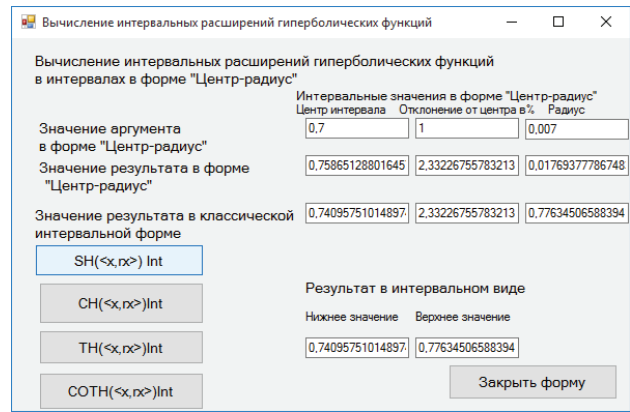 Вычисление интервальных расширений гиперболических функций
Вычисление интервальных расширений гиперболических функций
в интервалах в форме "Центр-радиус"
Интервальные значения в форме "Центр-радиус"
Центр интервала Отклонение от центра в% Радиус
Значение аргумента
в форме "Центр-радиус"
0,7 1 0,007
Значение результата в форме
"Центр-радиус"
0,75865128801645 2,33226755783213 0,01769377786748
Значение результата в классической
интервальной форме
0,74095751014897 2,33226755783213 0,77634506588394
SH(<x,rx>) Int
CH(<x,rx>)Int
Результат в интервальном виде
Нижнее значение Верхнее значение
TH(<x,rx>)Int
0,74095751014897 0,77634506588394
COTH(<x,rx>)Int
Закрыть форму